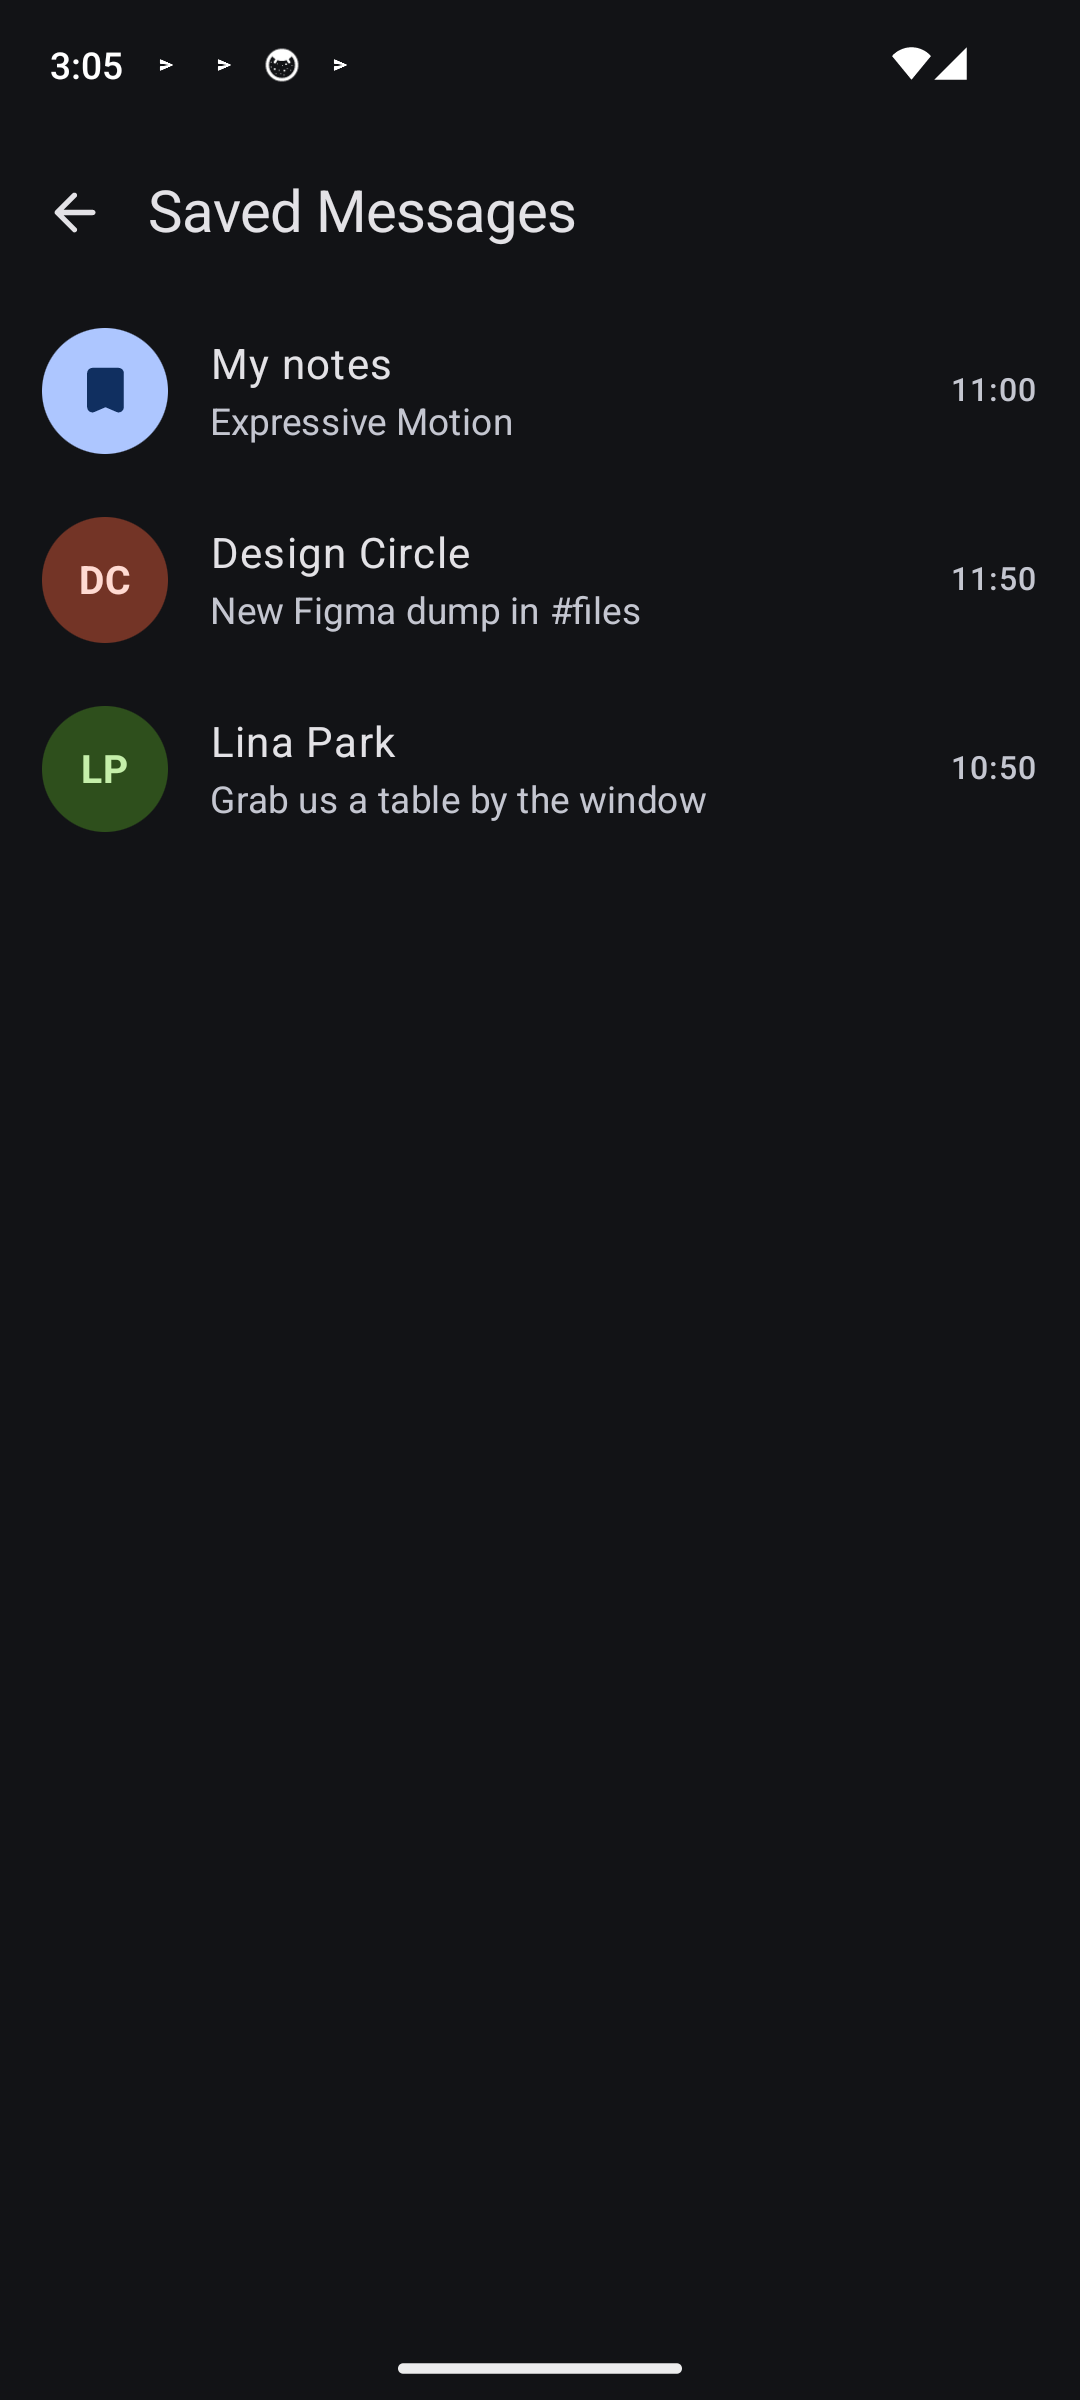 3:05
Saved Messages
My notes
Expressive Motion
11:00
DC
Design Circle
New Figma dump in #files
11:50
LP
Lina Park
Grab us a table by the window
10:50